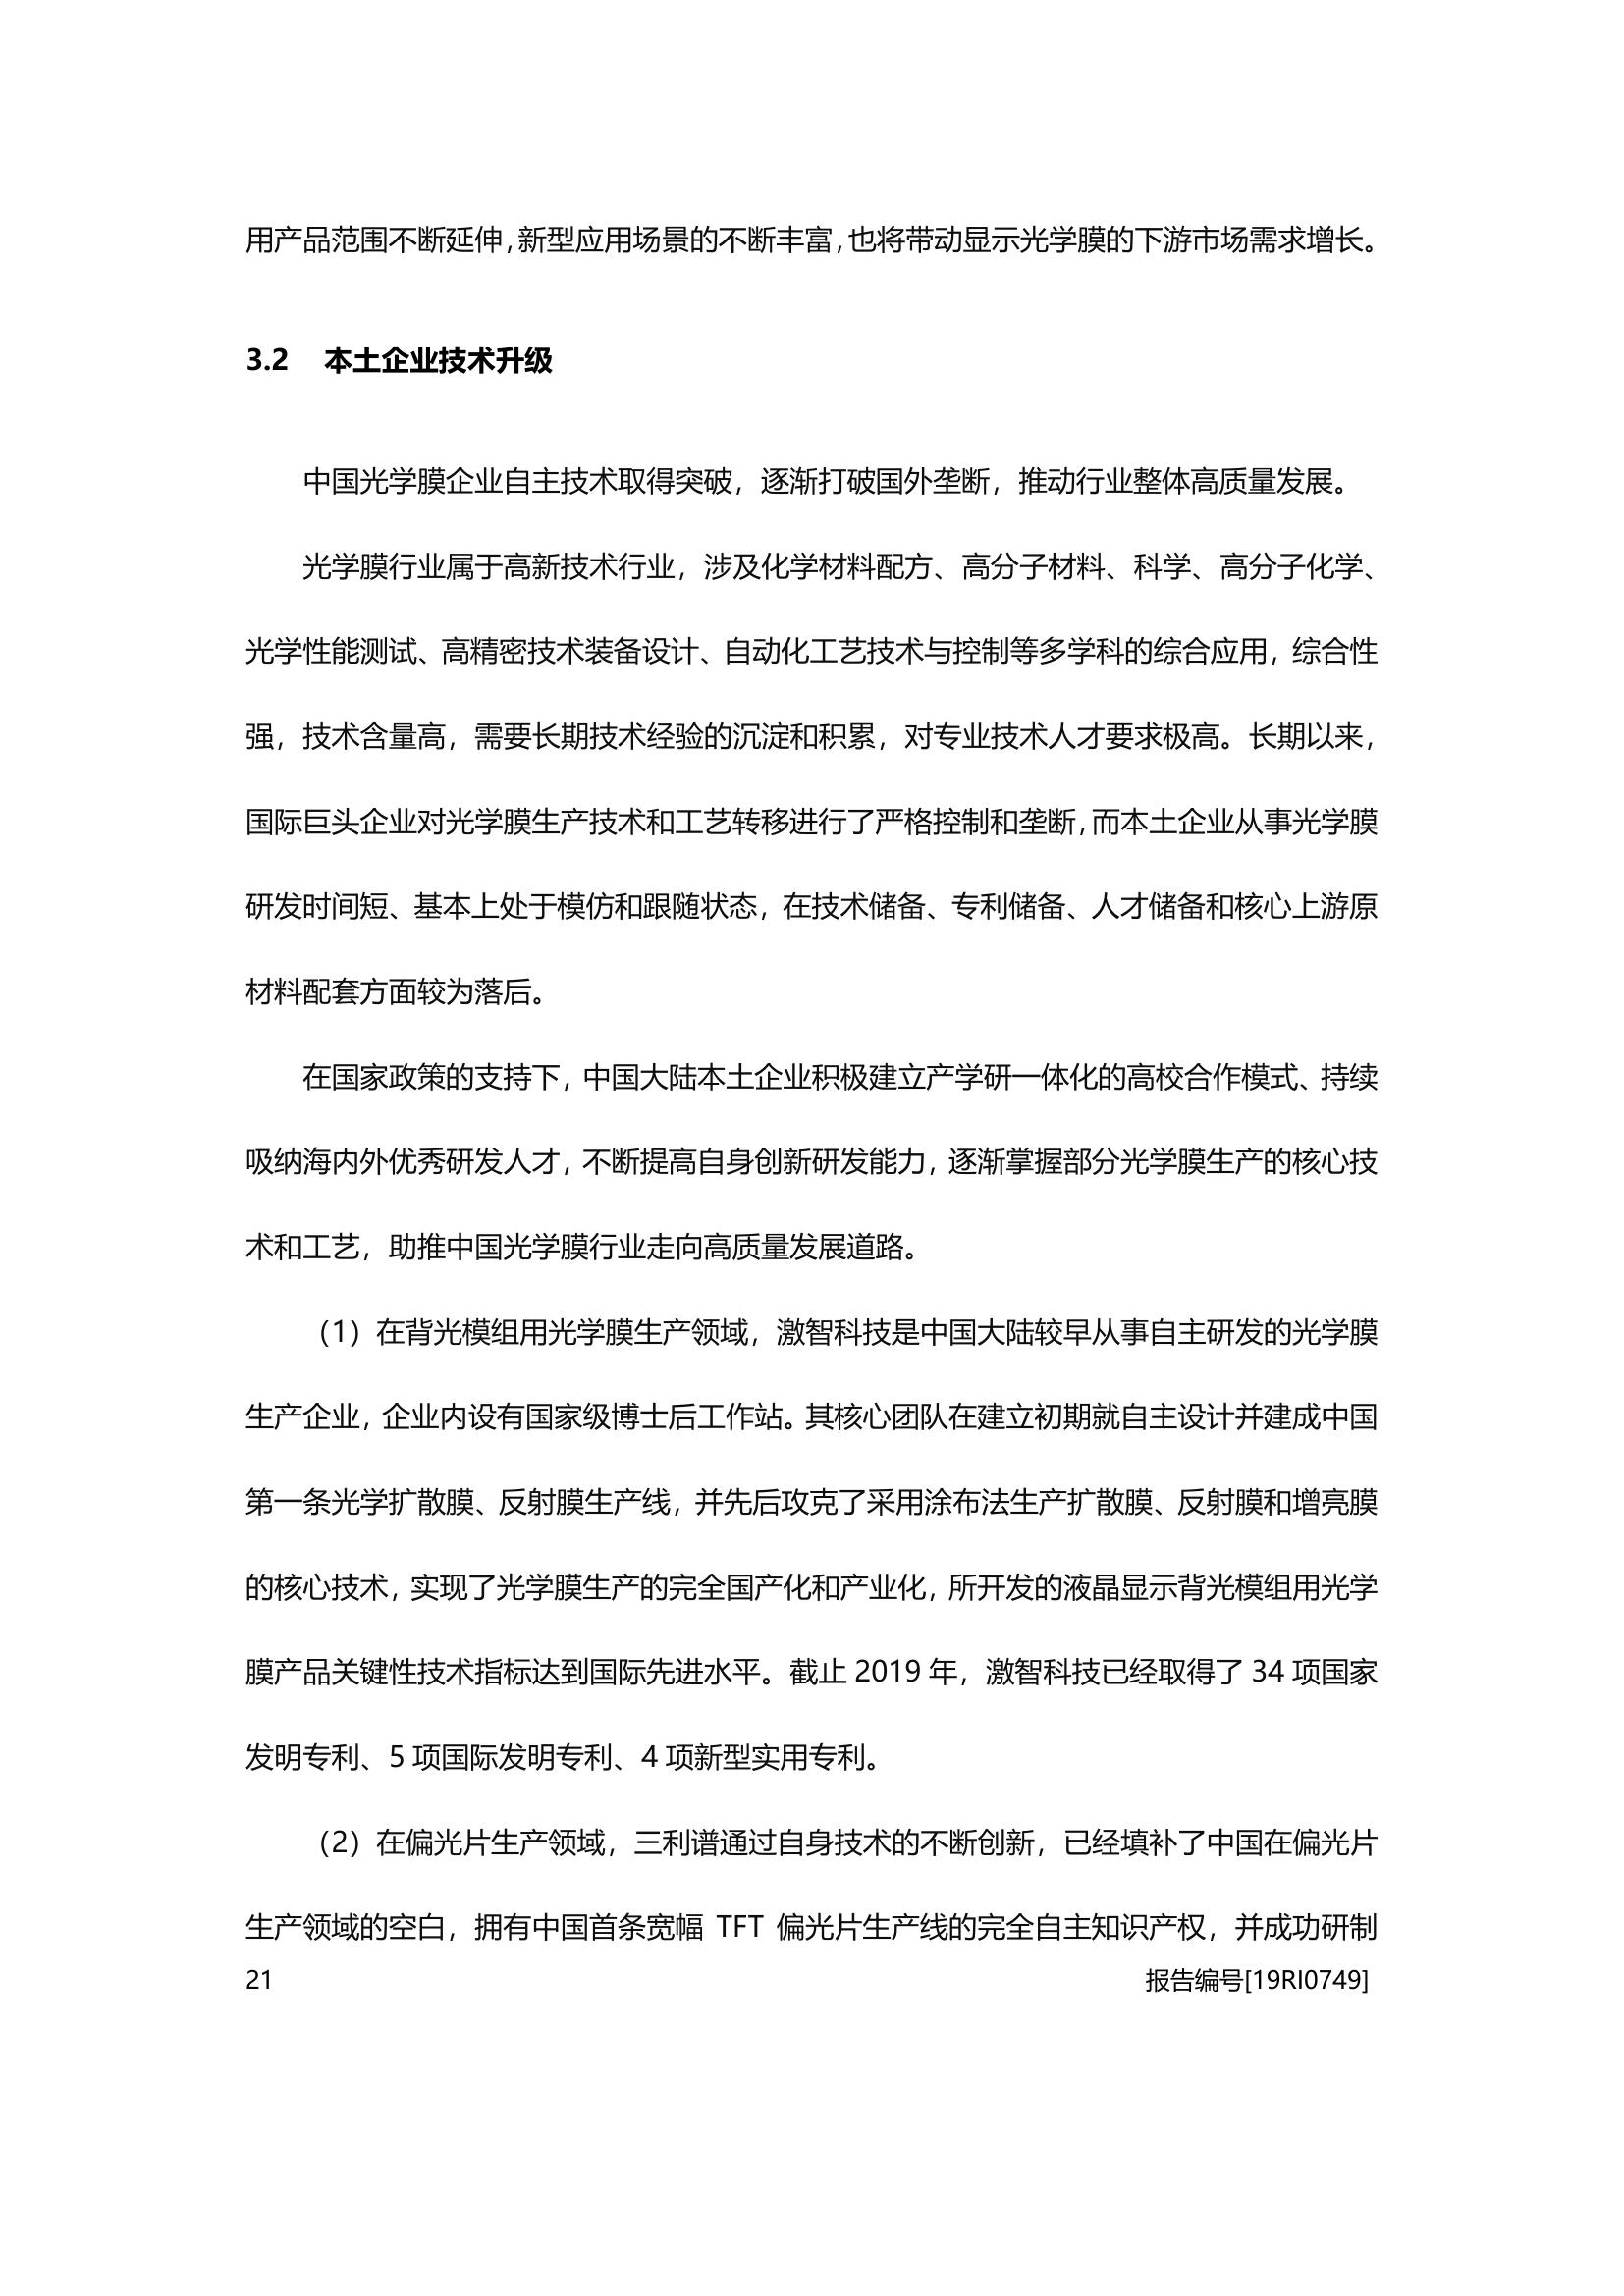 用产品范围不断延伸，新型应用场景的不断丰富，也将带动显示光学膜的下游市场需求增长。
3.2 本土企业技术升级
中国光学膜企业自主技术取得突破，逐渐打破国外垄断，推动行业整体高质量发展。
光学膜行业属于高新技术行业，涉及化学材料配方、高分子材料、科学、高分子化学、
光学性能测试、高精密技术装备设计、自动化工艺技术与控制等多学科的综合应用，综合性
强，技术含量高，需要长期技术经验的沉淀和积累，对专业技术人才要求极高。长期以来，
国际巨头企业对光学膜生产技术和工艺转移进行了严格控制和垄断，而本土企业从事光学膜
研发时间短、基本上处于模仿和跟随状态，在技术储备、专利储备、人才储备和核心上游原
材料配套方面较为落后。
在国家政策的支持下，中国大陆本土企业积极建立产学研一体化的高校合作模式、持续
吸纳海内外优秀研发人才，不断提高自身创新研发能力，逐渐掌握部分光学膜生产的核心技
术和工艺，助推中国光学膜行业走向高质量发展道路。
（1）在背光模组用光学膜生产领域，激智科技是中国大陆较早从事自主研发的光学膜
生产企业，企业内设有国家级博士后工作站。其核心团队在建立初期就自主设计并建成中国
第一条光学扩散膜、反射膜生产线，并先后攻克了采用涂布法生产扩散膜、反射膜和增亮膜
的核心技术，实现了光学膜生产的完全国产化和产业化，所开发的液晶显示背光模组用光学
膜产品关键性技术指标达到国际先进水平。截止 2019 年，激智科技已经取得了 34 项国家
发明专利、5 项国际发明专利、4 项新型实用专利。
（2）在偏光片生产领域，三利谱通过自身技术的不断创新，已经填补了中国在偏光片
生产领域的空白，拥有中国首条宽幅 TFT 偏光片生产线的完全自主知识产权，并成功研制
21 报告编号[19RI0749]